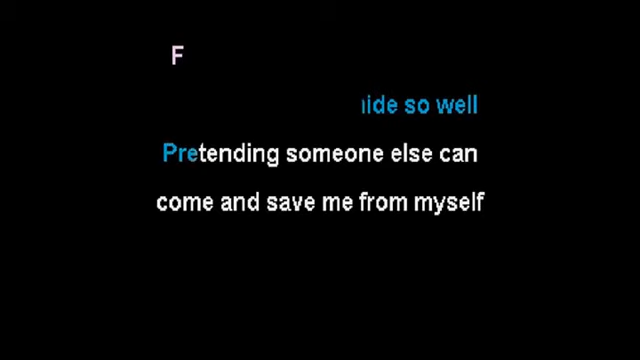 F
so well
Pretending someone else can
come and save me from myself